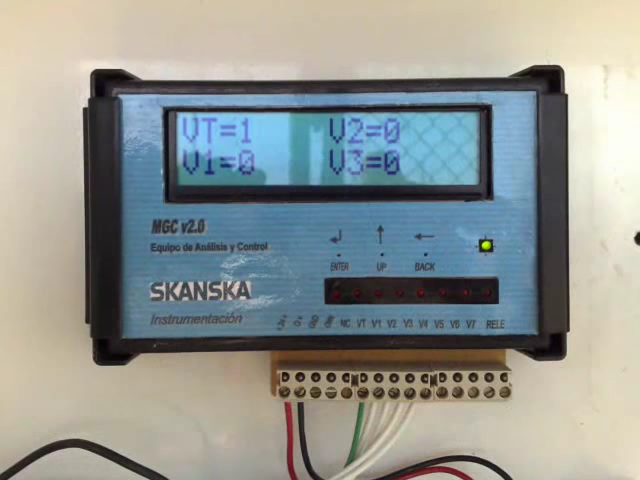 VT=1 V2=0
V1=0 V3=0
MGC v2.0
Equipo de Análisis y Control
ENTER UP BACK
SKANSKA
Instrumentación
NC VT V1 V2 V3 V4 V5 V6 V7 RELE